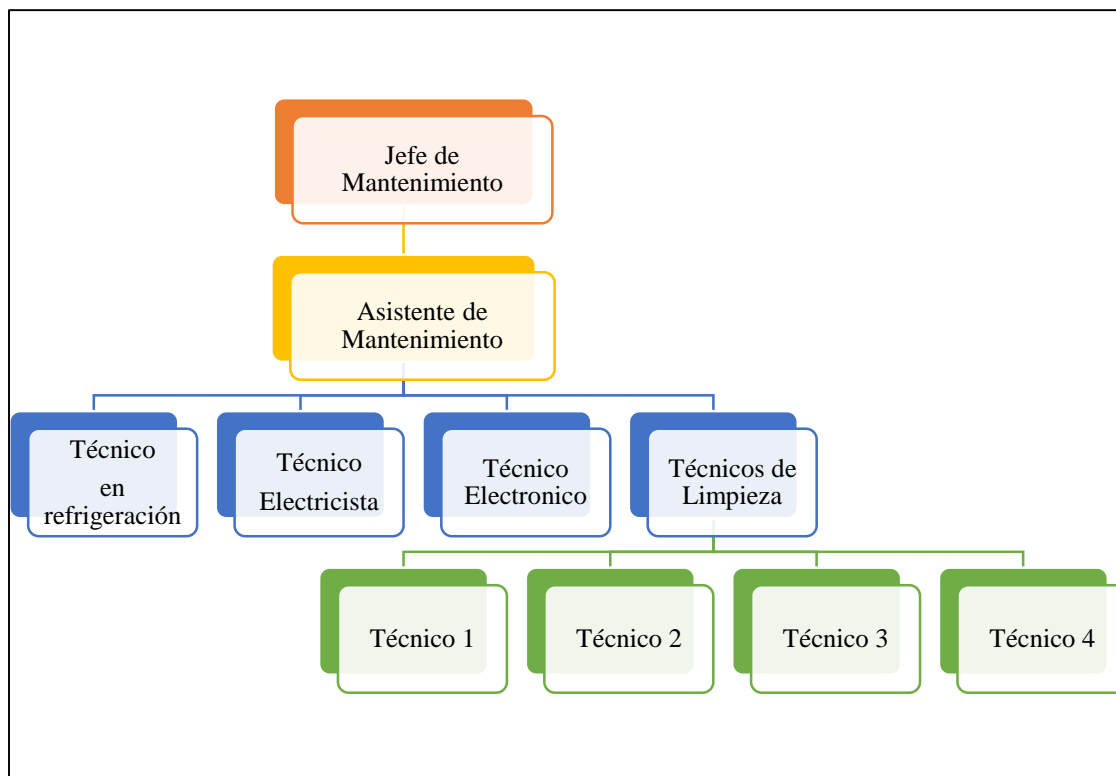 Jefe de
Mantenimiento
Asistente de
Mantenimiento
Técnico
en
refrigeración
Técnico
Electricista
Técnico
Electronico
Técnicos de
Limpieza
Técnico 1
Técnico 2
Técnico 3
Técnico 4